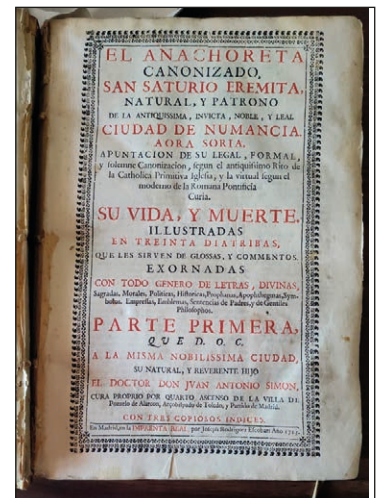 EL ANACHORETA
CANONIZADO,
SAN SATURIO EREMITA,
NATURAL, Y PATRONO
DE LA ANTIQUISSIMA, INVICTA, NOBLE, Y LEAL
CIUDAD DE NUMANCIA.
AORA SORIA.
APUNTACION DE SU LEGAL, FORMAL,
y solemne Canonizacion, segun el antiquissimo Rito de
la Catholica Primitiva Iglesia, y la virtual segun el
moderno de la Romana Pontificia
Curia.
SU VIDA, Y MUERTE,
ILLUSTRADAS
EN TREINTA DIATRIBAS,
QUE LES SIRVEN DE GLOSSAS, Y COMMENTOS.
EXORNADAS
CON TODO GENERO DE LETRAS, DIVINAS,
Sagradas, Morales, Politicas, Historicas, Prophanas, Apophthegmas, Sym-
bolos, Empressas, Emblemas, Sentencias de Padres, y de Gentiles
Philosophos.
PARTE PRIMERA,
QUE D. O. C.
A LA MISMA NOBILISSIMA CIUDAD,
SU NATURAL, Y REVERENTE HIJO
EL DOCTOR DON JVAN ANTONIO SIMON,
CURA PROPRIO POR QUARTO ASCENSO DE LA VILLA DE
Pozuelo de Alarcon, Arzobispado de Toledo, y Partido de Madrid.
CON TRES COPIOSOS INDICES.
En Madrid, en la IMPRENTA REAL, por Joseph Rodriguez Escobar. Año